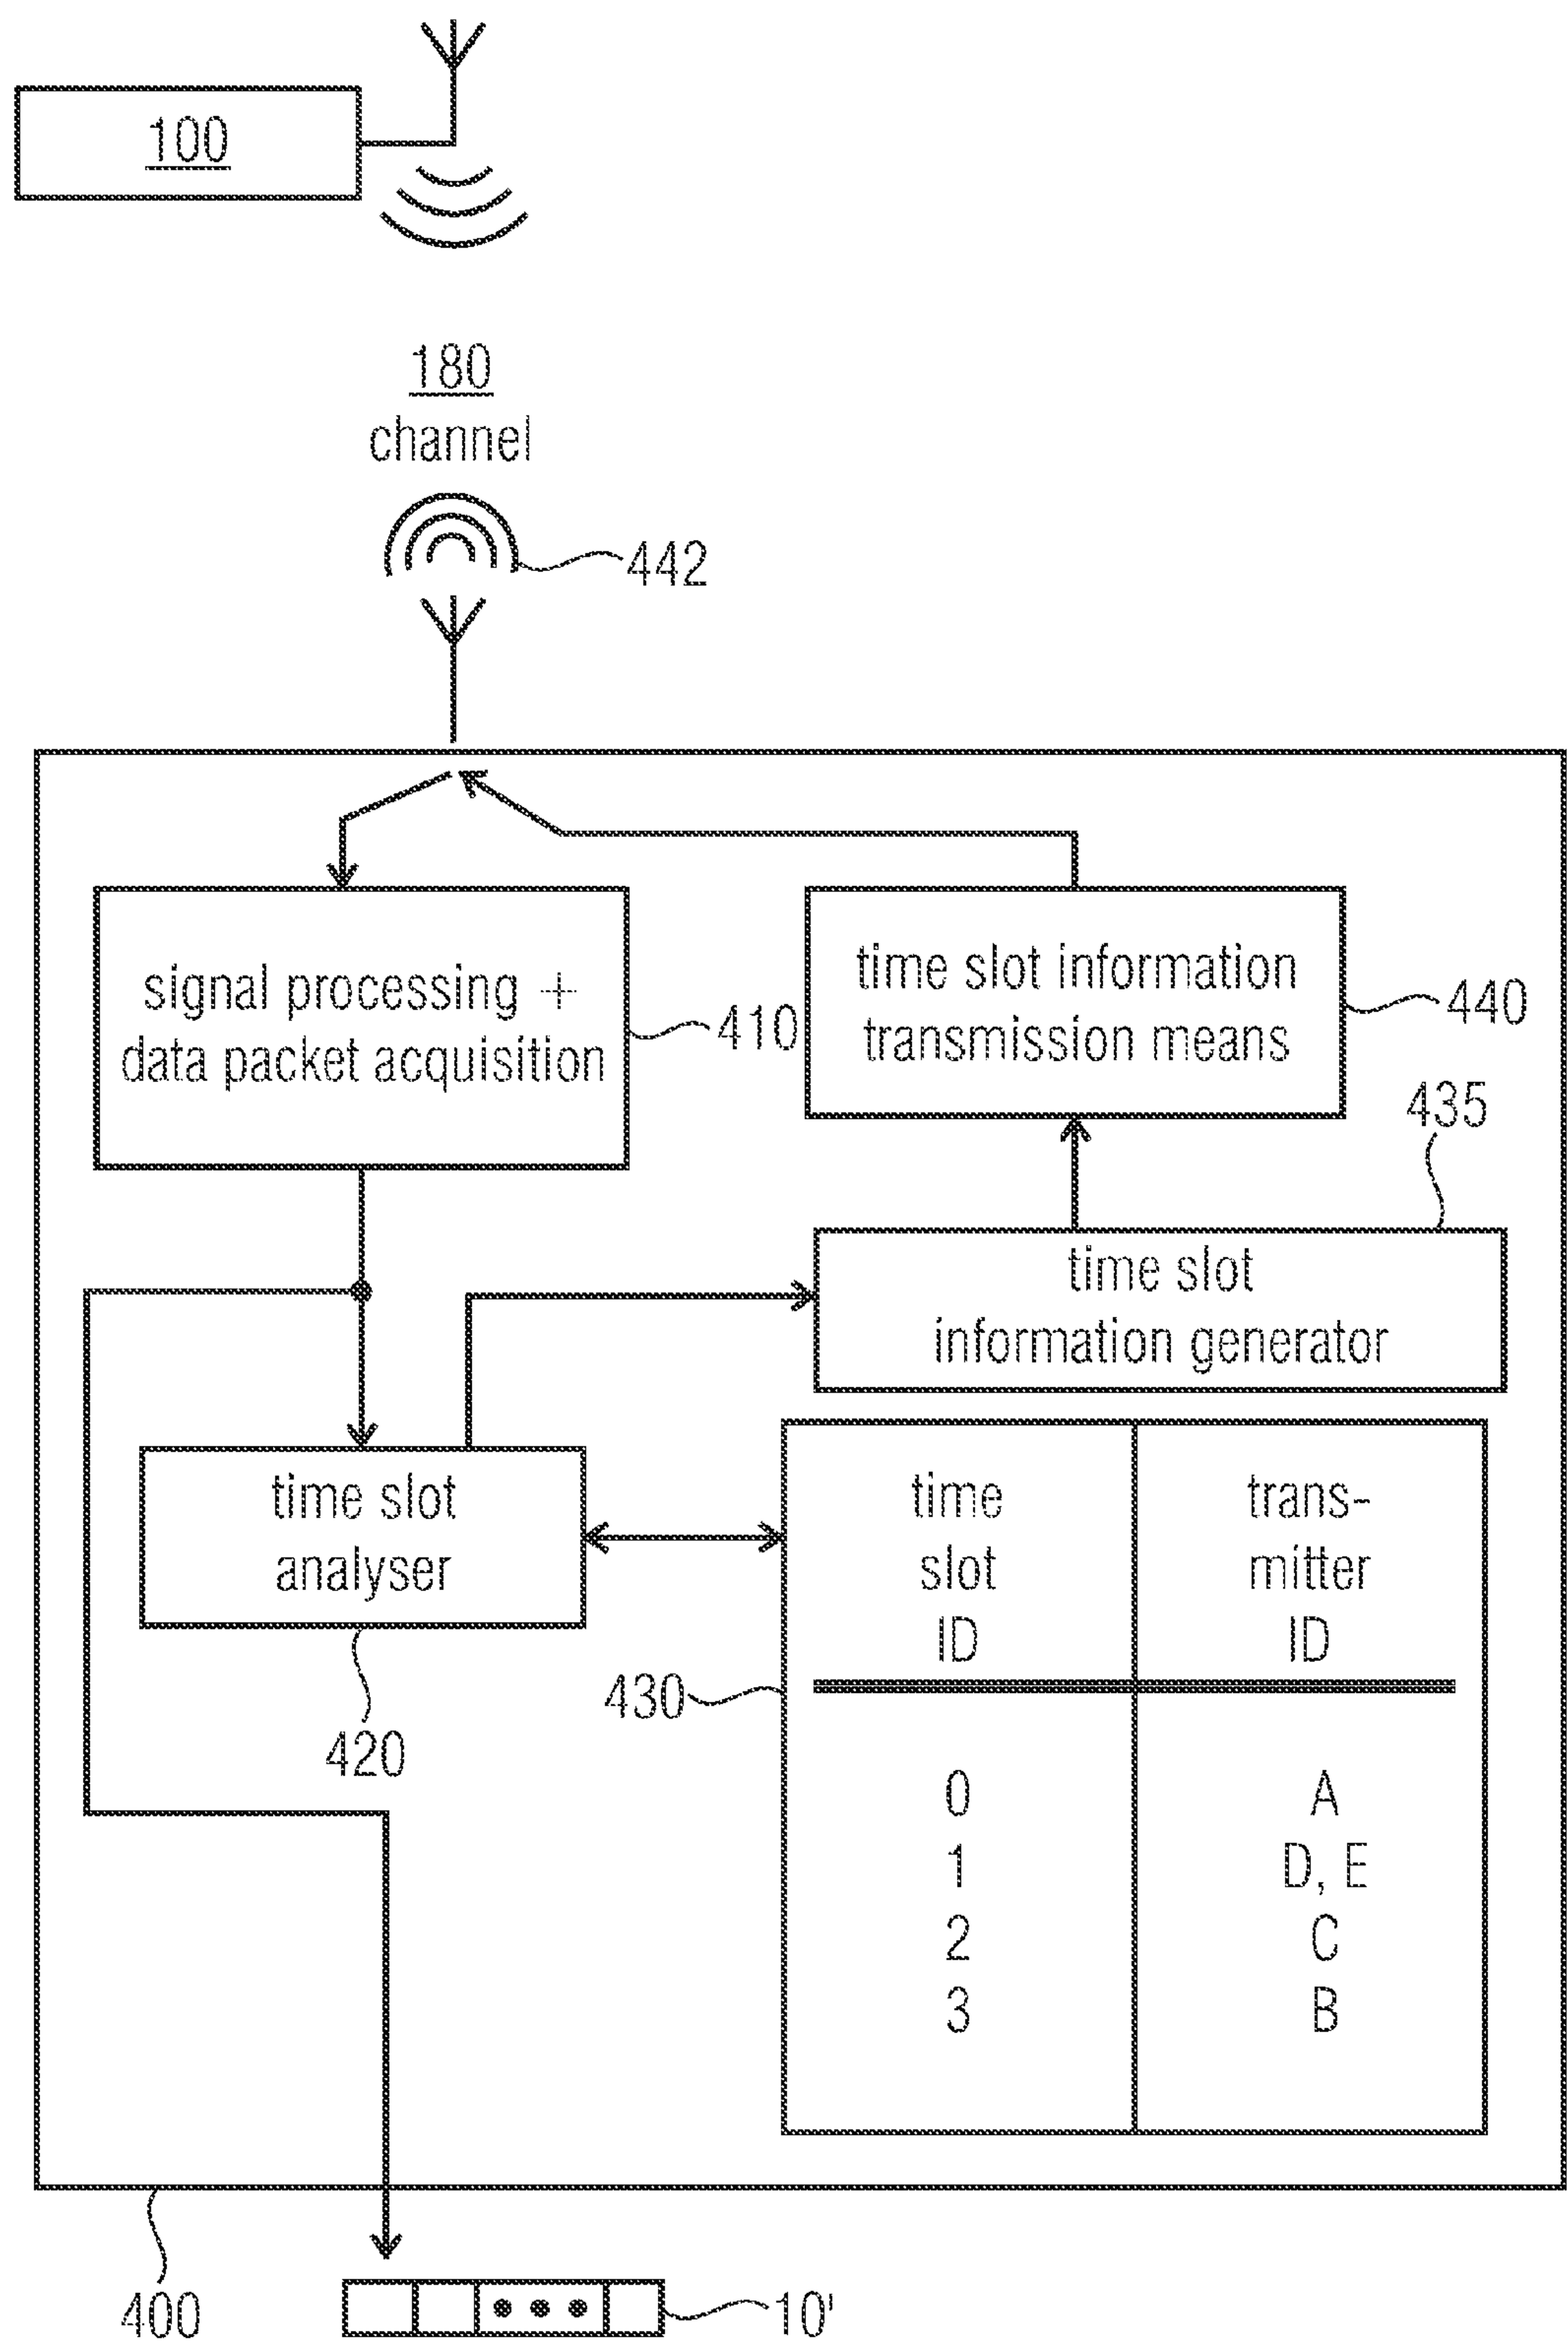 100
180
channel
442
signal processing +
data packet acquisition
410
time slot information
transmission means
440
435
time slot
information generator
time slot
analyser
420
430
time slot ID
trans-
mitter
ID
0 A
1 D, E
2 C
3 B
400
10'